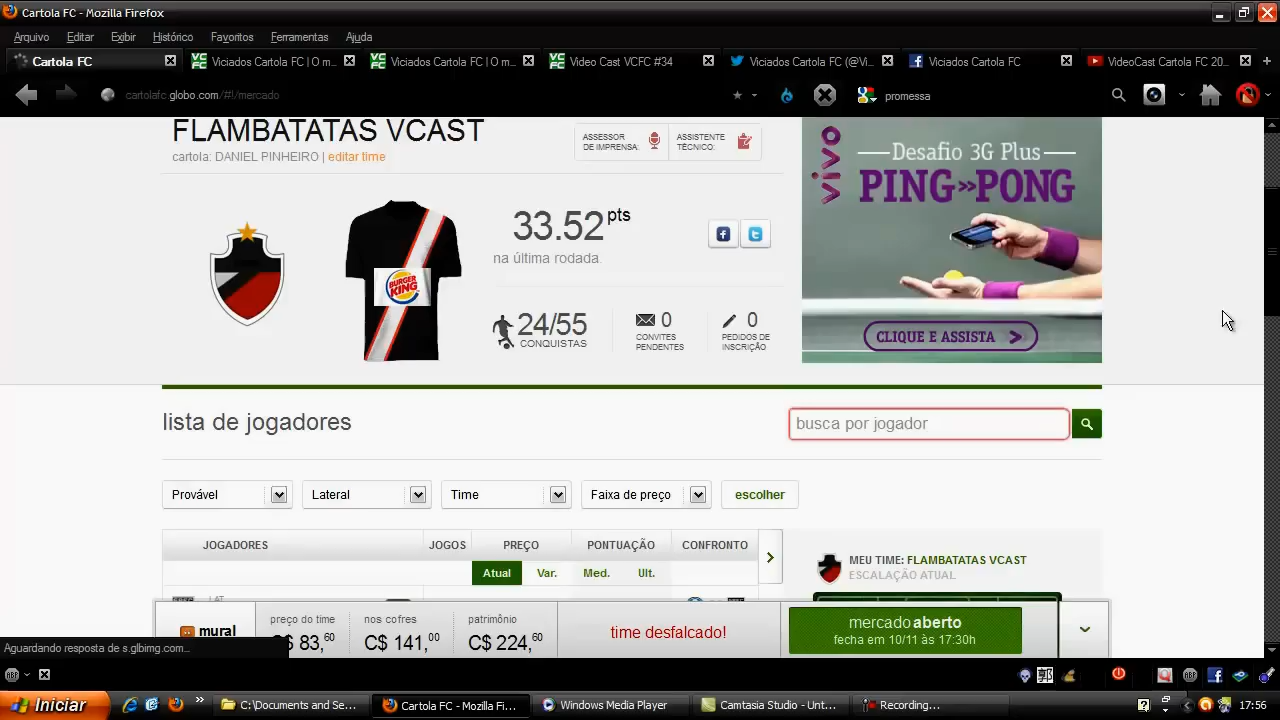 Cartola FC - Mozilla Firefox
Arquivo Editar Exibir Histórico Favoritos Ferramentas Ajuda
Cartola FC
Viciados Cartola FC | O m...
Viciados Cartola FC | O m...
Video Cast VCFC #34
Viciados Cartola FC (@Vi...
Viciados Cartola FC
VideoCast Cartola FC 20...
cartolafc.globo.com/#!/mercado
promessa
FLAMBATATAS VCAST
cartola: DANIEL PINHEIRO | editar time
ASSESSOR DE IMPRENSA:
ASSISTENTE TÉCNICO:
BURGER KING
33.52 pts
na última rodada
24/55
CONQUISTAS
0
CONVITES PENDENTES
0
PEDIDOS DE INSCRIÇÃO
vivo
Desafio 3G Plus
PING»PONG
CLIQUE E ASSISTA >
lista de jogadores
busca por jogador
Provável
Lateral
Time
Faixa de preço
escolher
JOGADORES JOGOS PREÇO PONTUAÇÃO CONFRONTO
Atual Var. Med. Ult.
LAT
MEU TIME: FLAMBATATAS VCAST
ESCALAÇÃO ATUAL
mural
preço do time
C$ 83,60
nos cofres
C$ 141,00
patrimônio
C$ 224,60
time desfalcado!
mercado aberto
fecha em 10/11 às 17:30h
Aguardando resposta de s.glbimg.com...
Iniciar
»
C:\Documents and Se...
Cartola FC - Mozilla Fi...
Windows Media Player
Camtasia Studio - Unt...
Recording...
17:56